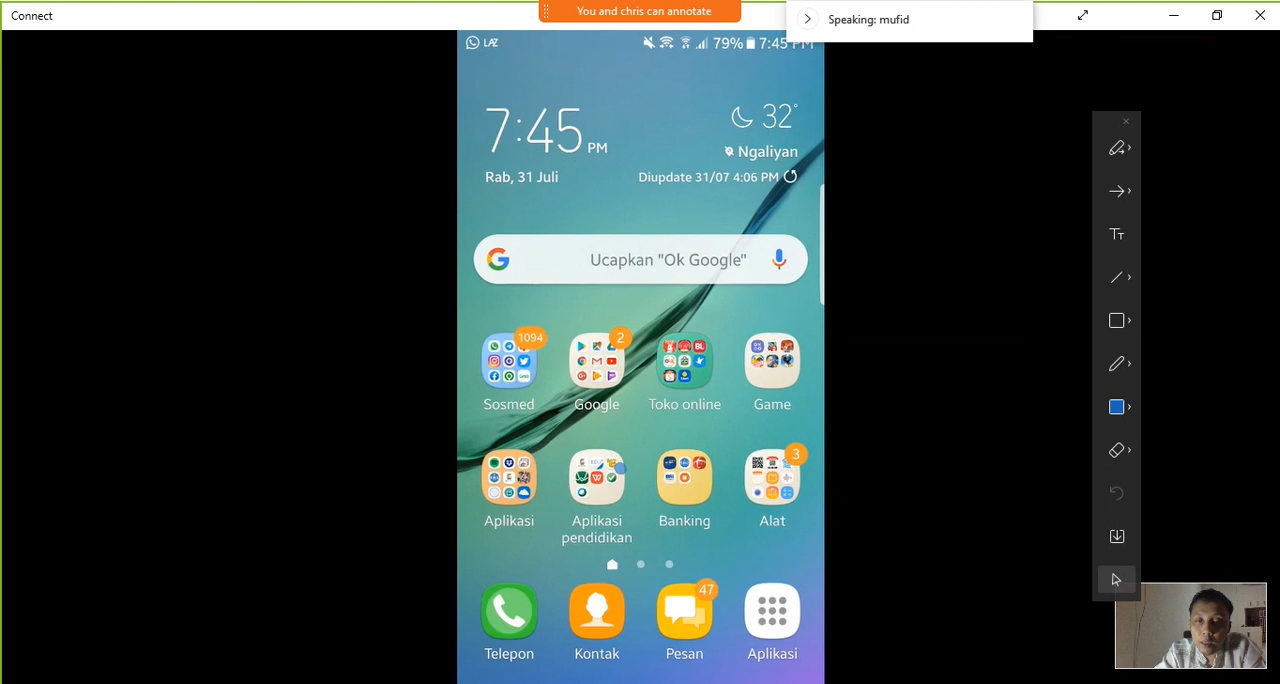 Connect
You and chris can annotate
Speaking: mufid
LAZ
79% 7:45 PM
7:45 PM
32°
Ngaliyan
Rab, 31 Juli
Diupdate 31/07 4:06 PM
Ucapkan "Ok Google"
1094
2
Sosmed
Google
Toko online
Game
3
Aplikasi
Aplikasi
pendidikan
Banking
Alat
47
Telepon
Kontak
Pesan
Aplikasi